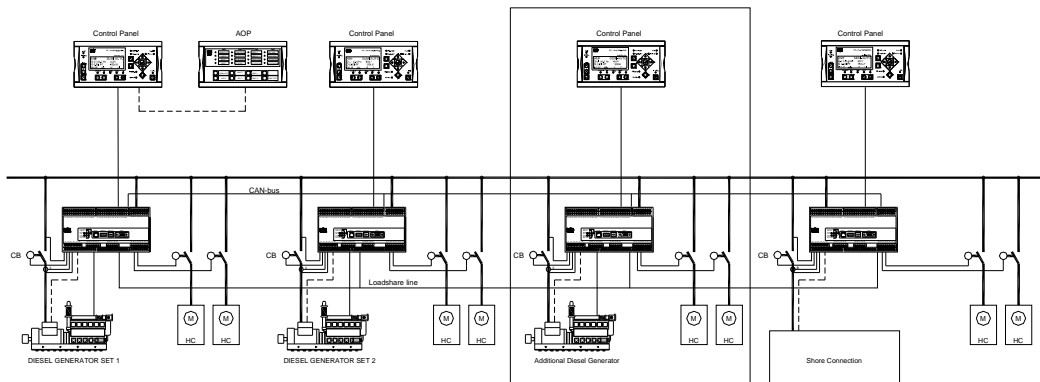 Control Panel
AOP
Control Panel
Control Panel
Control Panel
CAN-bus
CB
CB
CB
CB
Loadshare line
M
M
M
M
M
M
M
M
HC
HC
HC
HC
HC
HC
HC
HC
DIESEL GENERATOR SET 1
DIESEL GENERATOR SET 2
Additional Diesel Generator
Shore Connection